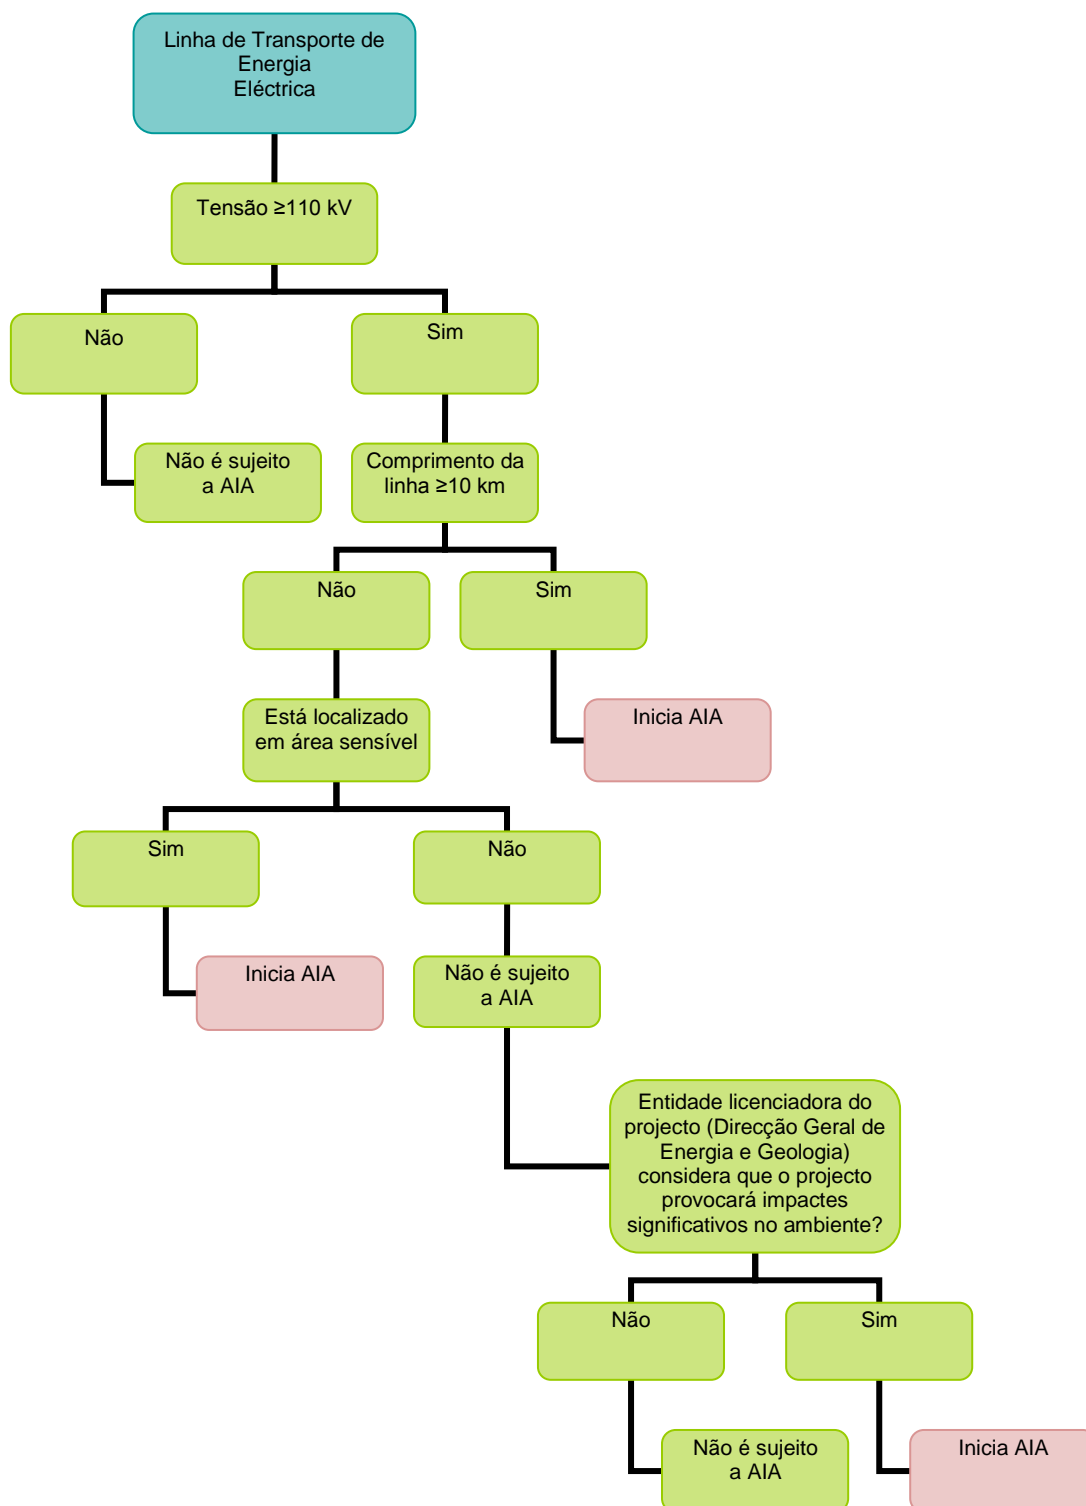 Linha de Transporte de
Energia
Eléctrica
Tensão ≥110 kV
Não
Sim
Não é sujeito
a AIA
Comprimento da
linha ≥10 km
Não
Sim
Está localizado
em área sensível
Inicia AIA
Sim
Não
Inicia AIA
Não é sujeito
a AIA
Entidade licenciadora do
projecto (Direcção Geral de
Energia e Geologia)
considera que o projecto
provocará impactes
significativos no ambiente?
Não
Sim
Não é sujeito
a AIA
Inicia AIA